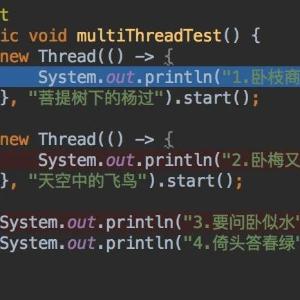 t
ic void multiThreadTest() {
new Thread(() -> {
System.out.println("1.卧枝商
}, "菩提树下的杨过").start();
new Thread(() -> {
System.out.println("2.卧梅又
}, "天空中的飞鸟").start();
System.out.println("3.要问卧似水"
System.out.println("4.倚头答春绿"